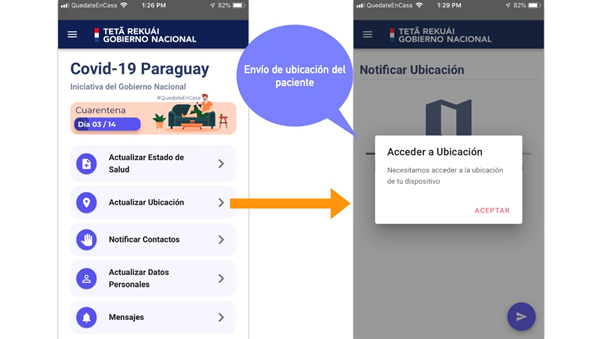 QuedateEnCasa
1:26 PM
82%
TETÃ REKUÁI
GOBIERNO NACIONAL
Covid-19 Paraguay
Iniciativa del Gobierno Nacional
#QuedateEnCasa
Cuarentena
Día 03 / 14
Actualizar Estado de
Salud
Actualizar Ubicación
Notificar Contactos
Actualizar Datos
Personales
Mensajes
Envío de ubicación del
paciente
QuedateEnCasa
1:29 PM
82%
TETÃ REKUÁI
GOBIERNO NACIONAL
Notificar Ubicación
Acceder a Ubicación
Necesitamos acceder a la ubicación
de tu dispositivo
ACEPTAR